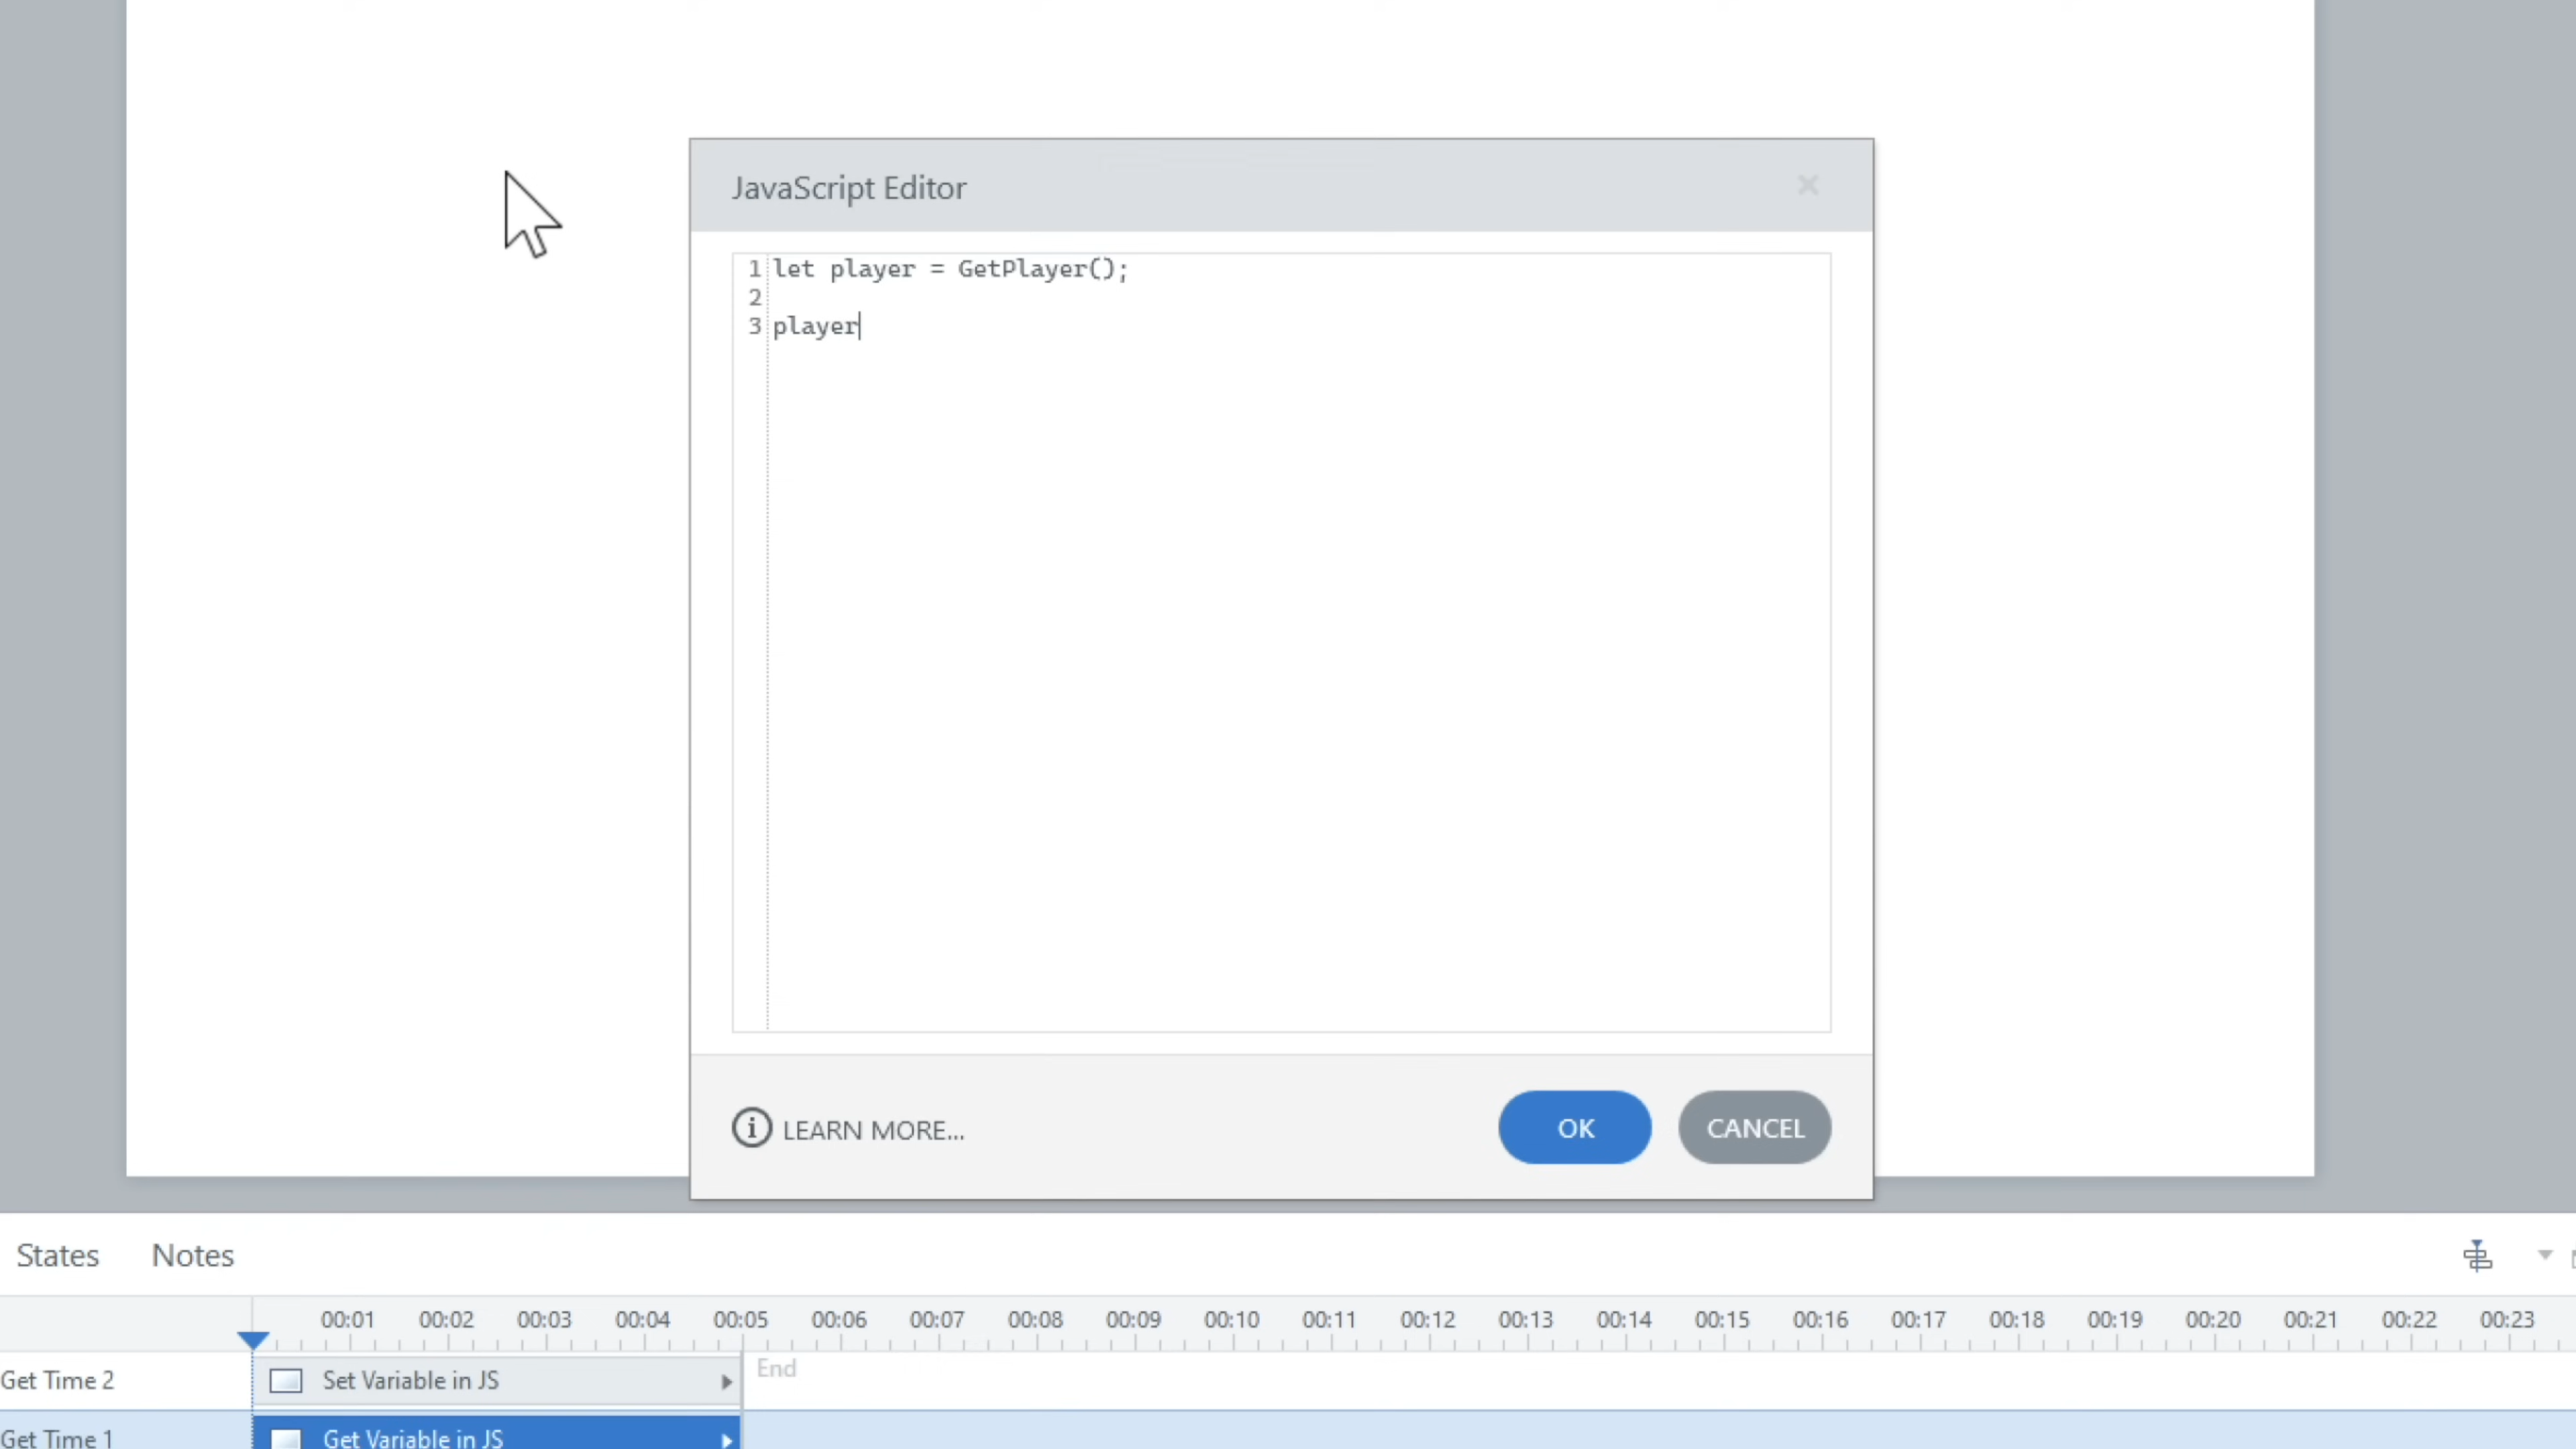 JavaScript Editor
1 let player = GetPlayer();
2
3 player
LEARN MORE...
OK
CANCEL
States
Notes
00:01 00:02 00:03 00:04 00:05 00:06 00:07 00:08 00:09 00:10 00:11 00:12 00:13 00:14 00:15 00:16 00:17 00:18 00:19 00:20 00:21 00:22 00:23
Get Time 2
Set Variable in JS
End
Get Time 1
Get Variable in JS